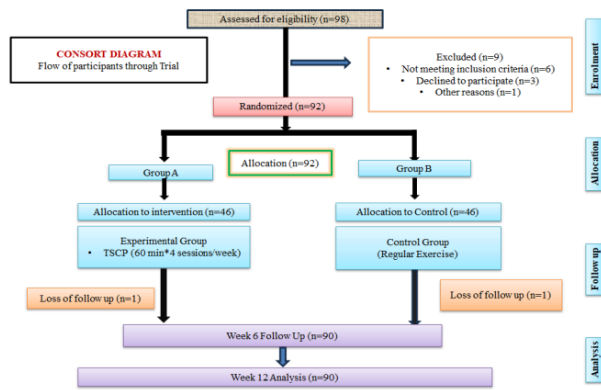 Assessed for eligibility (n=98)
CONSORT DIAGRAM
Flow of participants through Trial
Excluded (n=9)
• Not meeting inclusion criteria (n=6)
• Declined to participate (n=3)
• Other reasons (n=1)
Enrolment
Randomized (n=92)
Allocation (n=92)
Group A
Group B
Allocation
Allocation to intervention (n=46)
Allocation to Control (n=46)
Experimental Group
• TSCP (60 min*4 sessions/week)
Control Group
(Regular Exercise)
Follow up
Loss of follow up (n=1)
Loss of follow up (n=1)
Week 6 Follow Up (n=90)
Week 12 Analysis (n=90)
Analysis